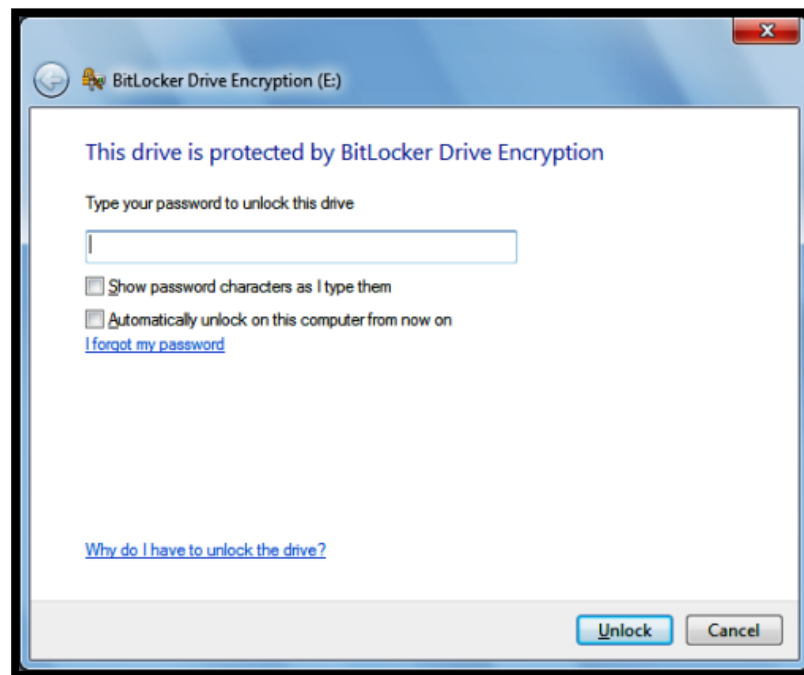 BitLocker Drive Encryption (E:)
This drive is protected by BitLocker Drive Encryption
Type your password to unlock this drive
Show password characters as I type them
Automatically unlock on this computer from now on
I forgot my password
Why do I have to unlock the drive?
Unlock Cancel